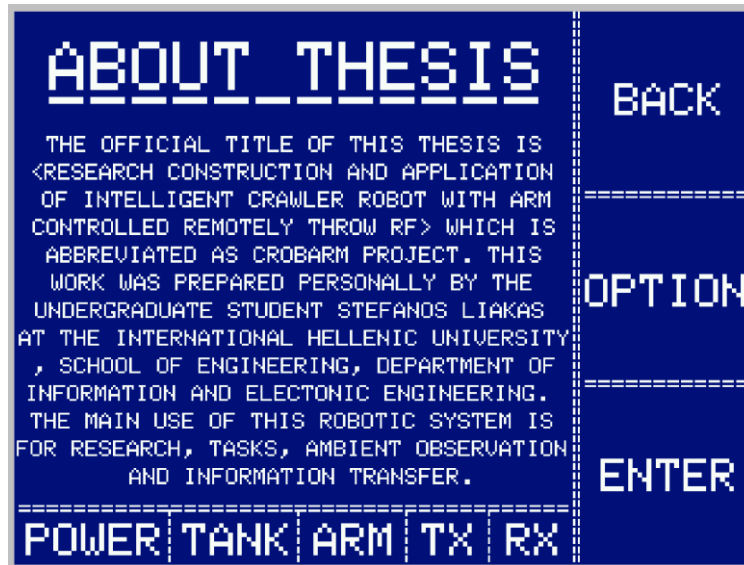 ABOUT THESIS
THE OFFICIAL TITLE OF THIS THESIS IS
<RESEARCH CONSTRUCTION AND APPLICATION
OF INTELLIGENT CRAWLER ROBOT WITH ARM
CONTROLLED REMOTELY THROW RF> WHICH IS
ABBREVIATED AS CROBARM PROJECT. THIS
WORK WAS PREPARED PERSONALLY BY THE
UNDERGRADUATE STUDENT STEFANOS LIAKAS
AT THE INTERNATIONAL HELLENIC UNIVERSITY
, SCHOOL OF ENGINEERING, DEPARTMENT OF
INFORMATION AND ELECTONIC ENGINEERING.
THE MAIN USE OF THIS ROBOTIC SYSTEM IS
FOR RESEARCH, TASKS, AMBIENT OBSERVATION
AND INFORMATION TRANSFER.
POWER TANK ARM TX RX
BACK
OPTION
ENTER